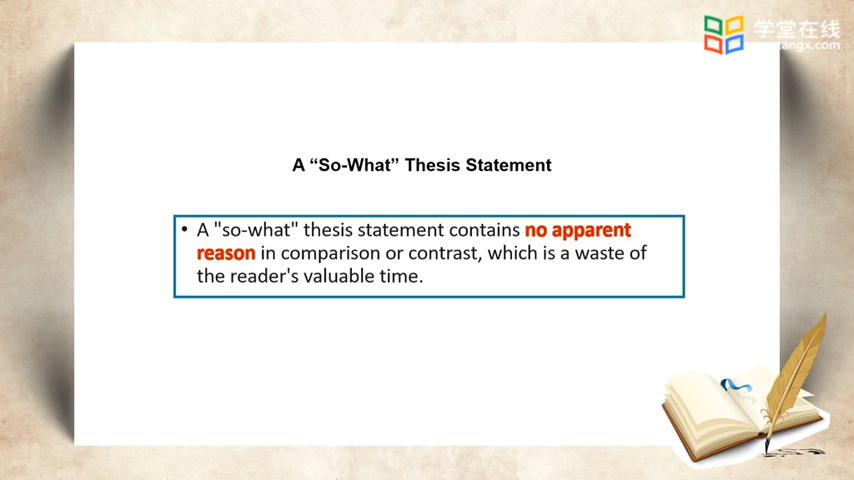 学堂在线
A “So-What” Thesis Statement
• A "so-what" thesis statement contains no apparent
reason in comparison or contrast, which is a waste of
the reader's valuable time.